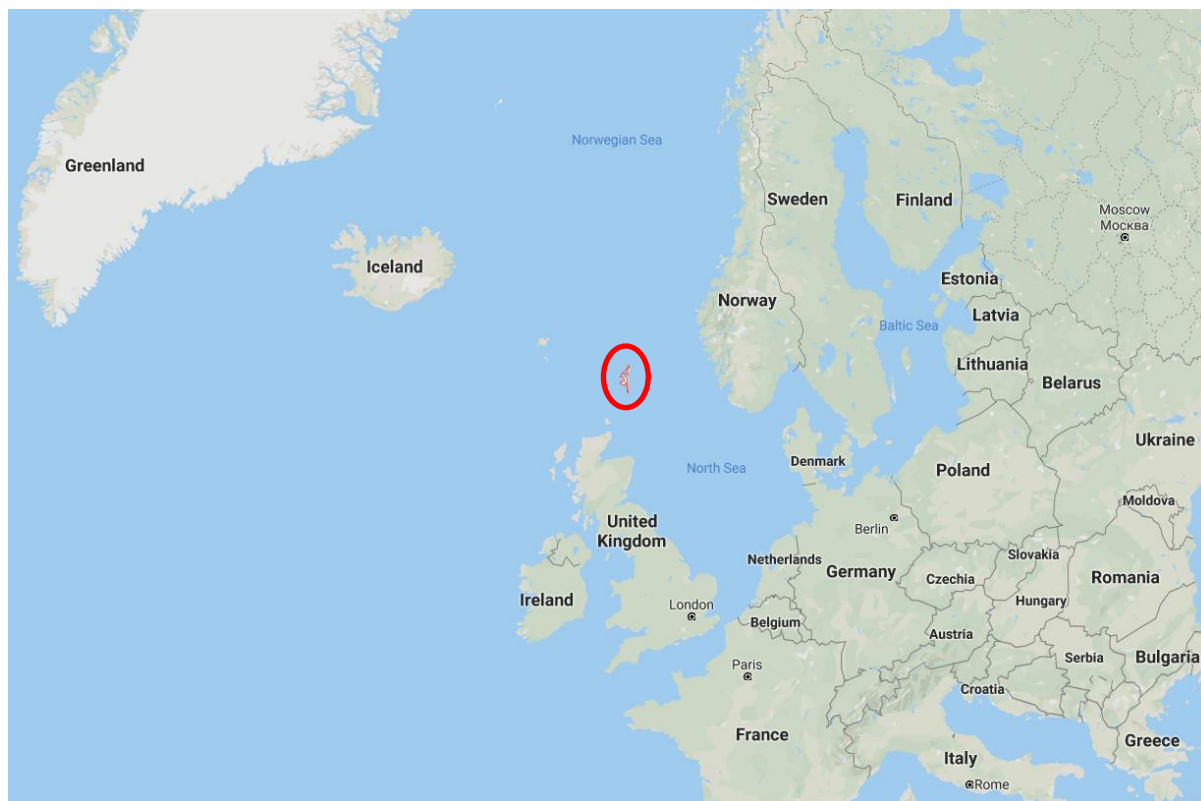 Norwegian Sea
Greenland
Sweden
Finland
Moscow
Москва
Iceland
Estonia
Norway
Latvia
Baltic Sea
Lithuania
Belarus
Ukraine
Denmark
North Sea
Poland
Moldova
United
Kingdom
Berlin
Slovakia
Netherlands
Germany
Czechia
Romania
Ireland
London
Hungary
Belgium
Austria
Serbia
Bulgaria
Paris
Croatia
France
Greece
Italy
Rome